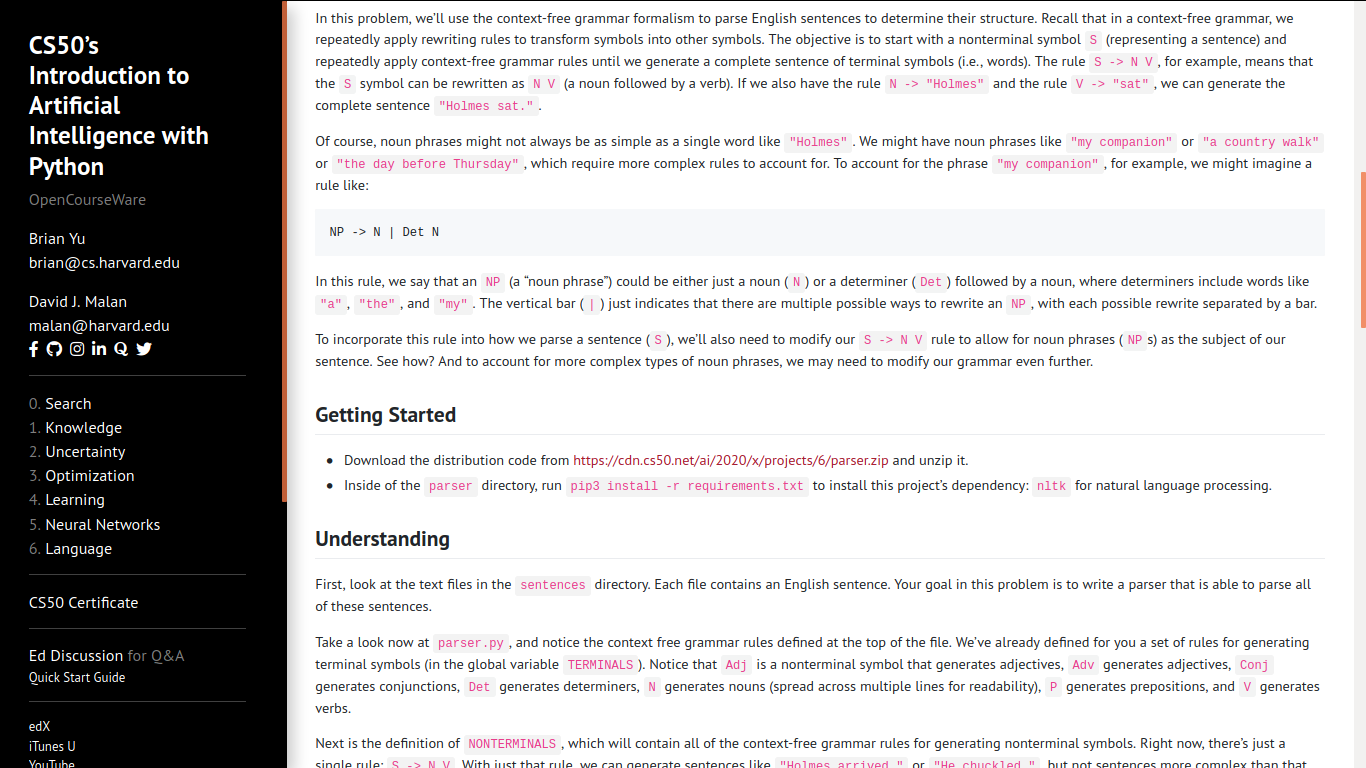 CS50’s
Introduction to
Artificial
Intelligence with
Python
OpenCourseWare
Brian Yu
brian@cs.harvard.edu
David J. Malan
malan@harvard.edu
0. Search
1. Knowledge
2. Uncertainty
3. Optimization
4. Learning
5. Neural Networks
6. Language
CS50 Certificate
Ed Discussion for Q&A
Quick Start Guide
edX
iTunes U
YouTube
In this problem, we’ll use the context-free grammar formalism to parse English sentences to determine their structure. Recall that in a context-free grammar, we
repeatedly apply rewriting rules to transform symbols into other symbols. The objective is to start with a nonterminal symbol S (representing a sentence) and
repeatedly apply context-free grammar rules until we generate a complete sentence of terminal symbols (i.e., words). The rule S -> N V, for example, means that
the S symbol can be rewritten as N V (a noun followed by a verb). If we also have the rule N -> "Holmes" and the rule V -> "sat", we can generate the
complete sentence "Holmes sat.".
Of course, noun phrases might not always be as simple as a single word like "Holmes". We might have noun phrases like "my companion" or "a country walk"
or "the day before Thursday", which require more complex rules to account for. To account for the phrase "my companion", for example, we might imagine a
rule like:
NP -> N | Det N
In this rule, we say that an NP (a “noun phrase”) could be either just a noun (N) or a determiner (Det) followed by a noun, where determiners include words like
"a", "the", and "my". The vertical bar (|) just indicates that there are multiple possible ways to rewrite an NP, with each possible rewrite separated by a bar.
To incorporate this rule into how we parse a sentence (S), we’ll also need to modify our S -> N V rule to allow for noun phrases (NPs) as the subject of our
sentence. See how? And to account for more complex types of noun phrases, we may need to modify our grammar even further.
Getting Started
• Download the distribution code from https://cdn.cs50.net/ai/2020/x/projects/6/parser.zip and unzip it.
• Inside of the parser directory, run pip3 install -r requirements.txt to install this project’s dependency: nltk for natural language processing.
Understanding
First, look at the text files in the sentences directory. Each file contains an English sentence. Your goal in this problem is to write a parser that is able to parse all
of these sentences.
Take a look now at parser.py, and notice the context free grammar rules defined at the top of the file. We’ve already defined for you a set of rules for generating
terminal symbols (in the global variable TERMINALS). Notice that Adj is a nonterminal symbol that generates adjectives, Adv generates adjectives, Conj
generates conjunctions, Det generates determiners, N generates nouns (spread across multiple lines for readability), P generates prepositions, and V generates
verbs.
Next is the definition of NONTERMINALS, which will contain all of the context-free grammar rules for generating nonterminal symbols. Right now, there’s just a
single rule: S -> N V. With just that rule, we can generate sentences like "Holmes arrived." or "He chuckled.", but not sentences more complex than that.